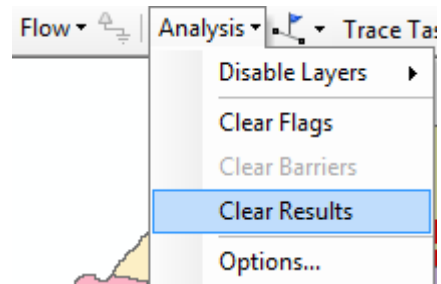 Flow Analysis Trace Tas
Disable Layers
Clear Flags
Clear Barriers
Clear Results
Options...